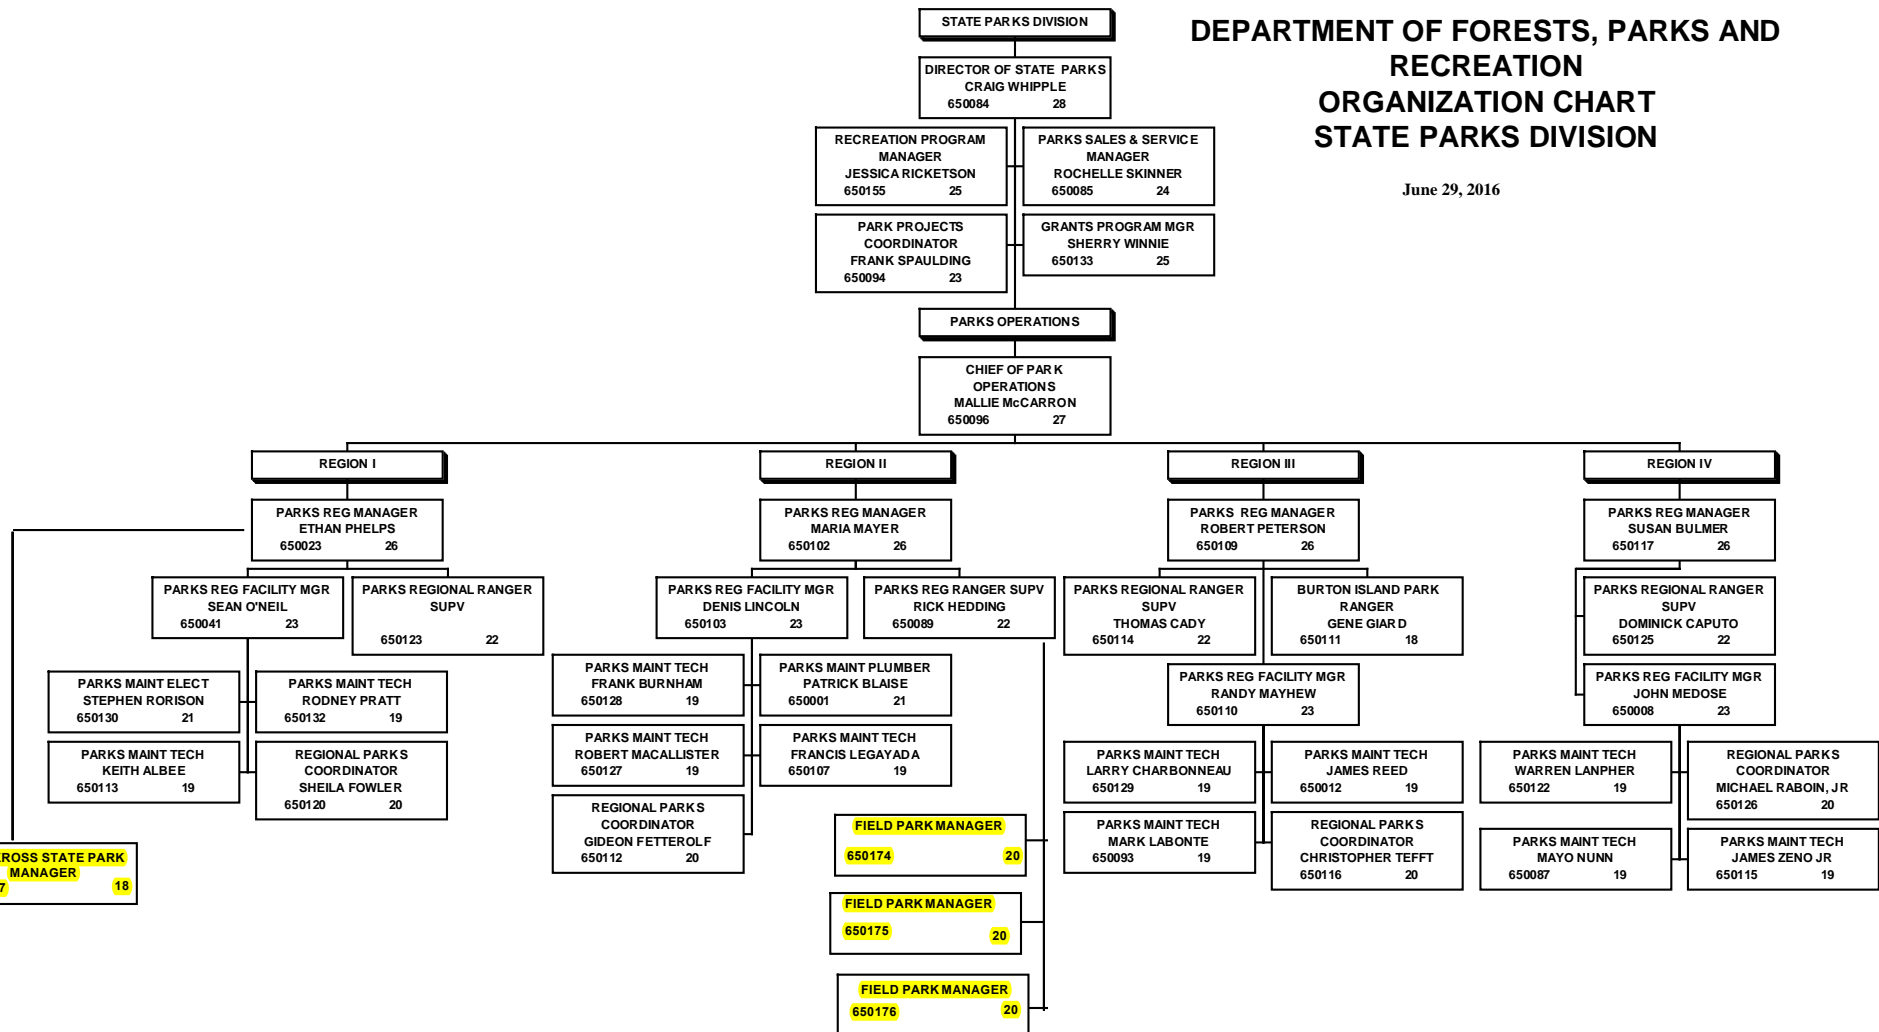 STATE PARKS DIVISION
DEPARTMENT OF FORESTS, PARKS AND
RECREATION
ORGANIZATION CHART
STATE PARKS DIVISION
June 29, 2016
DIRECTOR OF STATE PARKS
CRAIG WHIPPLE
650084 28
RECREATION PROGRAM
MANAGER
JESSICA RICKETSON
650155 25
PARKS SALES & SERVICE
MANAGER
ROCHELLE SKINNER
650085 24
PARK PROJECTS
COORDINATOR
FRANK SPAULDING
650094 23
GRANTS PROGRAM MGR
SHERRY WINNIE
650133 25
PARKS OPERATIONS
CHIEF OF PARK
OPERATIONS
MALLIE McCARRON
650096 27
REGION I
PARKS REG MANAGER
ETHAN PHELPS
650023 26
PARKS REG FACILITY MGR
SEAN O'NEIL
650041 23
PARKS REGIONAL RANGER
SUPV
650123 22
PARKS MAINT ELECT
STEPHEN RORISON
650130 21
PARKS MAINT TECH
RODNEY PRATT
650132 19
PARKS MAINT TECH
KEITH ALBEE
650113 19
REGIONAL PARKS
COORDINATOR
SHEILA FOWLER
650120 20
ROSS STATE PARK
MANAGER
7 18
REGION II
PARKS REG MANAGER
MARIA MAYER
650102 26
PARKS REG FACILITY MGR
DENIS LINCOLN
650103 23
PARKS REG RANGER SUPV
RICK HEDDING
650089 22
PARKS MAINT TECH
FRANK BURNHAM
650128 19
PARKS MAINT PLUMBER
PATRICK BLAISE
650001 21
PARKS MAINT TECH
ROBERT MACALLISTER
650127 19
PARKS MAINT TECH
FRANCIS LEGAYADA
650107 19
REGIONAL PARKS
COORDINATOR
GIDEON FETTEROLF
650112 20
FIELD PARK MANAGER
650174 20
FIELD PARK MANAGER
650175 20
FIELD PARK MANAGER
650176 20
REGION III
PARKS REG MANAGER
ROBERT PETERSON
650109 26
PARKS REGIONAL RANGER
SUPV
THOMAS CADY
650114 22
BURTON ISLAND PARK
RANGER
GENE GIARD
650111 18
PARKS REG FACILITY MGR
RANDY MAYHEW
650110 23
PARKS MAINT TECH
LARRY CHARBONNEAU
650129 19
PARKS MAINT TECH
JAMES REED
650012 19
PARKS MAINT TECH
MARK LABONTE
650093 19
REGIONAL PARKS
COORDINATOR
CHRISTOPHER TEFFT
650116 20
REGION IV
PARKS REG MANAGER
SUSAN BULMER
650117 26
PARKS REGIONAL RANGER
SUPV
DOMINICK CAPUTO
650125 22
PARKS REG FACILITY MGR
JOHN MEDOSE
650008 23
PARKS MAINT TECH
WARREN LANPHER
650122 19
REGIONAL PARKS
COORDINATOR
MICHAEL RABOIN, JR
650126 20
PARKS MAINT TECH
MAYO NUNN
650087 19
PARKS MAINT TECH
JAMES ZENO JR
650115 19